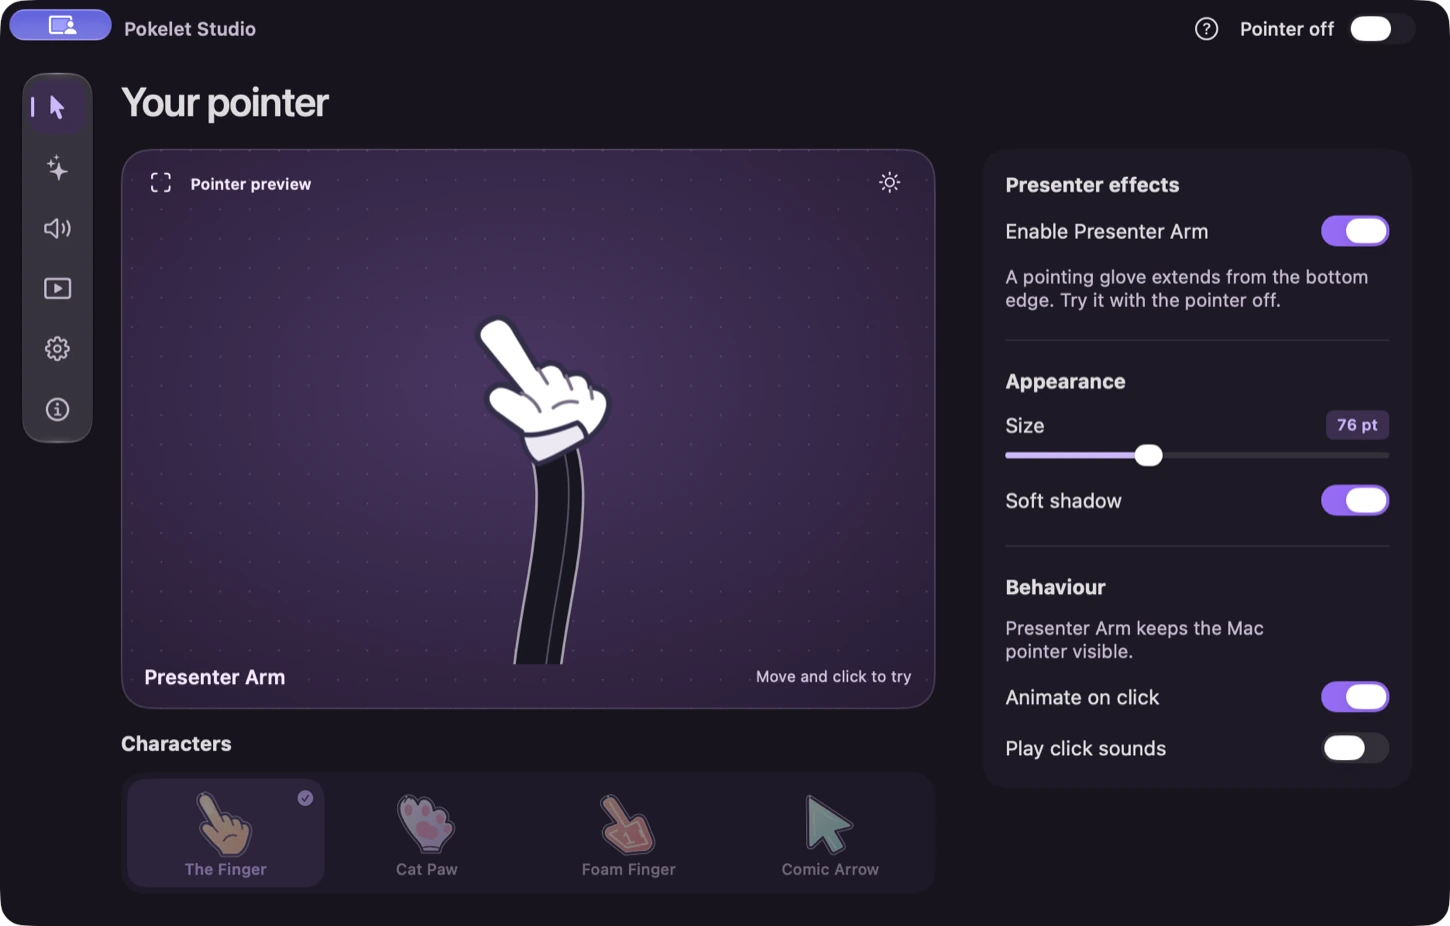 Pokelet Studio
Pointer off
Your pointer
Pointer preview
Presenter Arm
Move and click to try
Characters
The Finger
Cat Paw
1
Foam Finger
Comic Arrow
Presenter effects
Enable Presenter Arm
A pointing glove extends from the bottom
edge. Try it with the pointer off.
Appearance
Size
76 pt
Soft shadow
Behaviour
Presenter Arm keeps the Mac
pointer visible.
Animate on click
Play click sounds